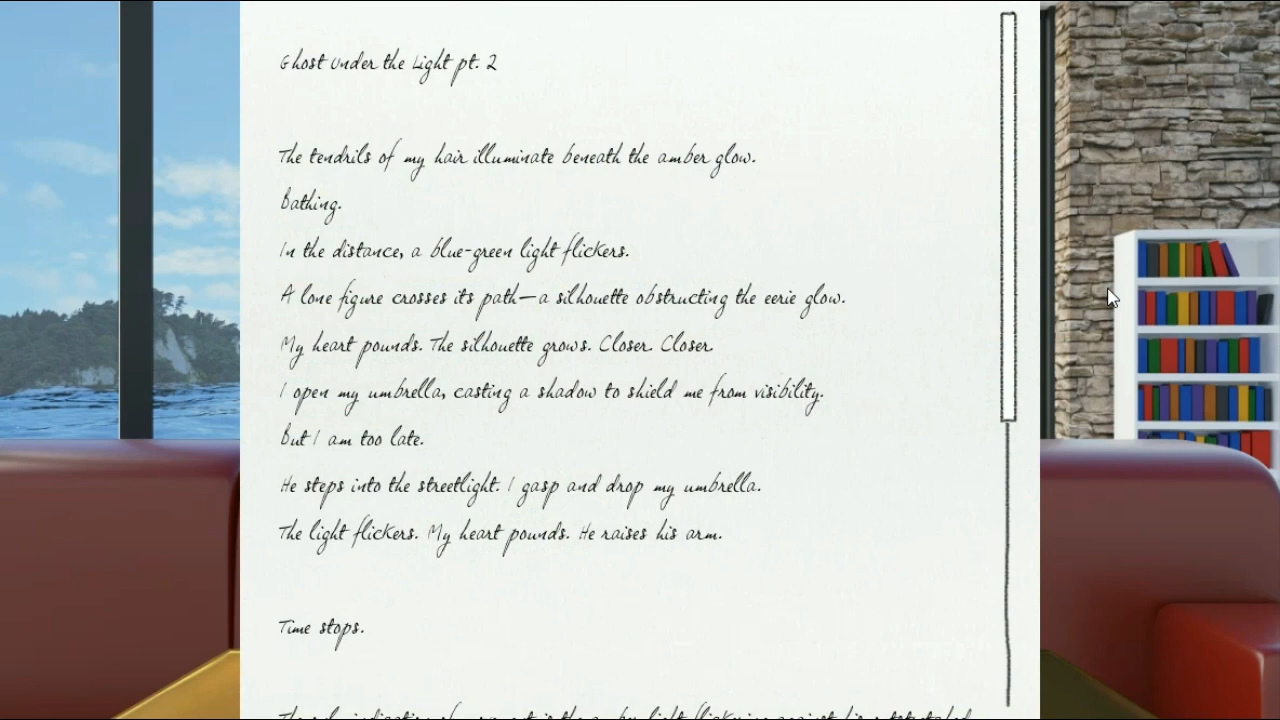 Ghost Under the Light pt. 2
The tendrils of my hair illuminate beneath the amber glow.
Bathing.
In the distance, a blue-green light flickers.
A lone figure crosses its path—a silhouette obstructing the eerie glow.
My heart pounds. The silhouette grows. Closer. Closer.
I open my umbrella, casting a shadow to shield me from visibility.
But I am too late.
He steps into the streetlight. I gasp and drop my umbrella.
The light flickers. My heart pounds. He raises his arm.
Time stops.